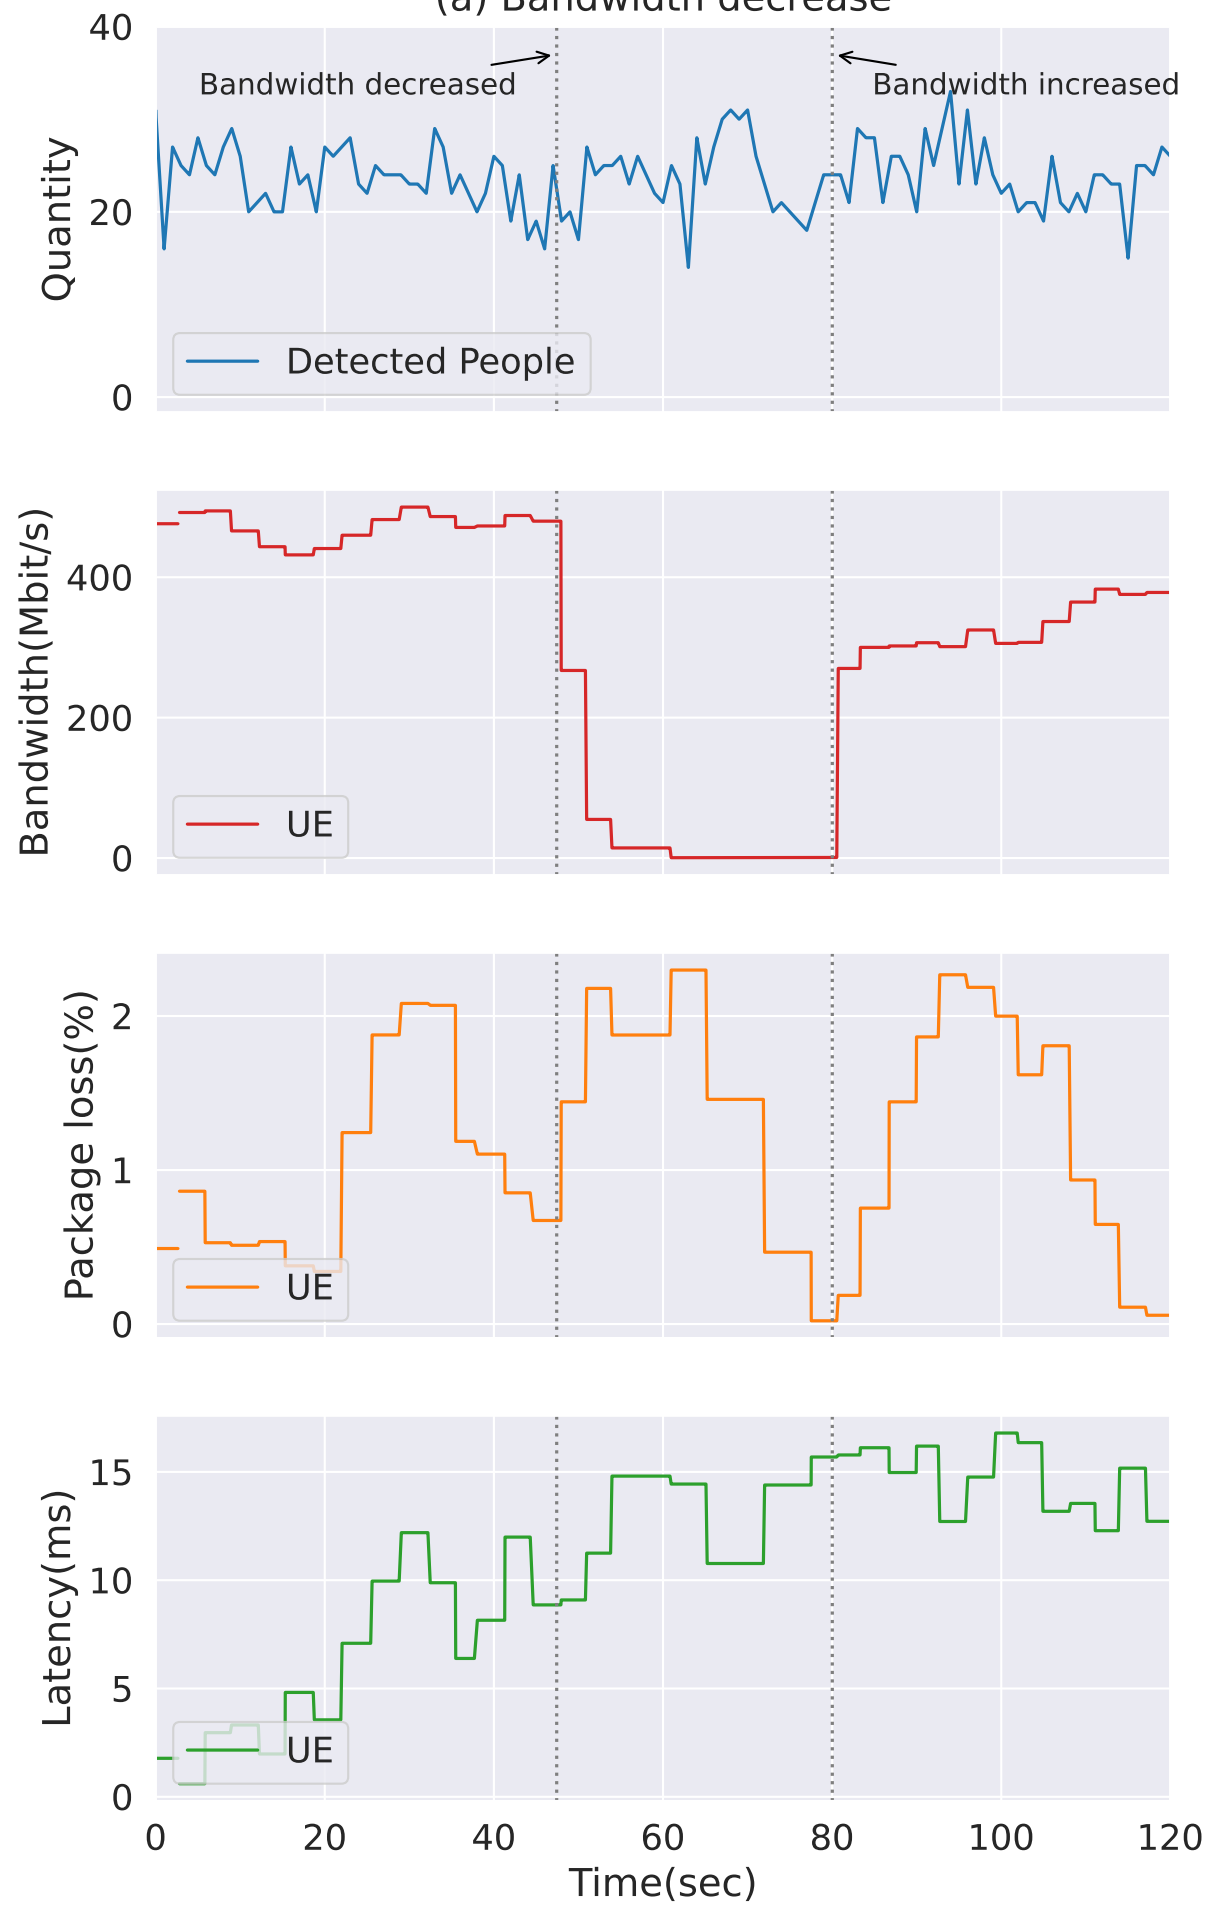 (a) Bandwidth decrease
40
Bandwidth decreased
Bandwidth increased
Quantity
20
Detected People
0
Bandwidth(Mbit/s)
400
200
UE
0
Package loss(%)
2
1
UE
0
Latency(ms)
15
10
5
UE
0
0 20 40 60 80 100 120
Time(sec)